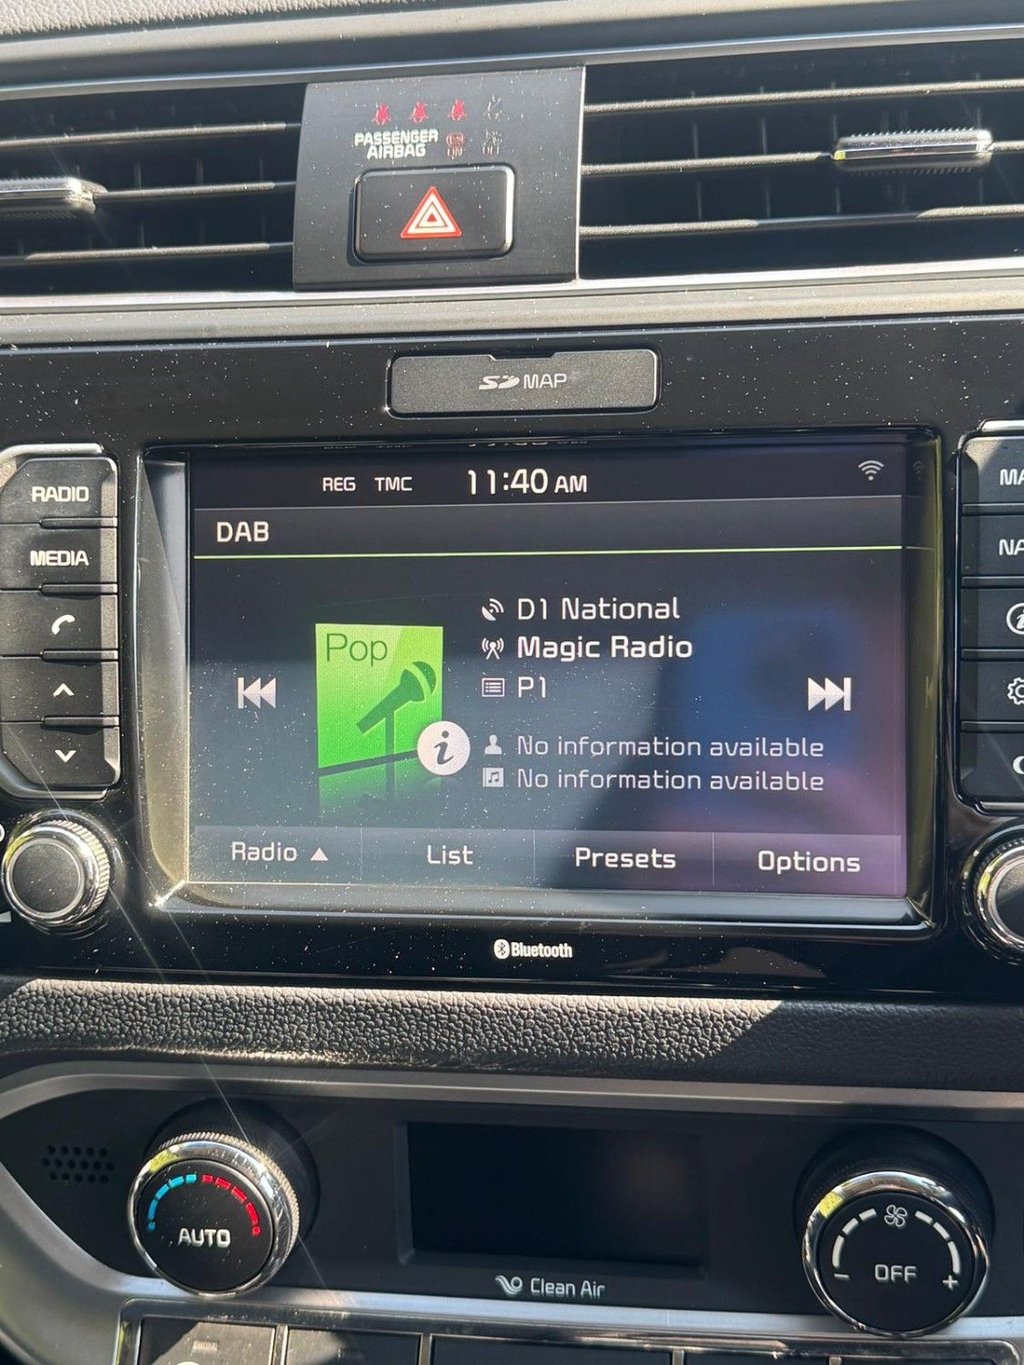 PASSENGER
AIRBAG
SD MAP
RADIO
MEDIA
REG TMC 11:40 AM
DAB
Pop
D1 National
Magic Radio
P1
i
No information available
No information available
Radio ▲ List Presets Options
Bluetooth
AUTO
Clean Air
OFF
- +